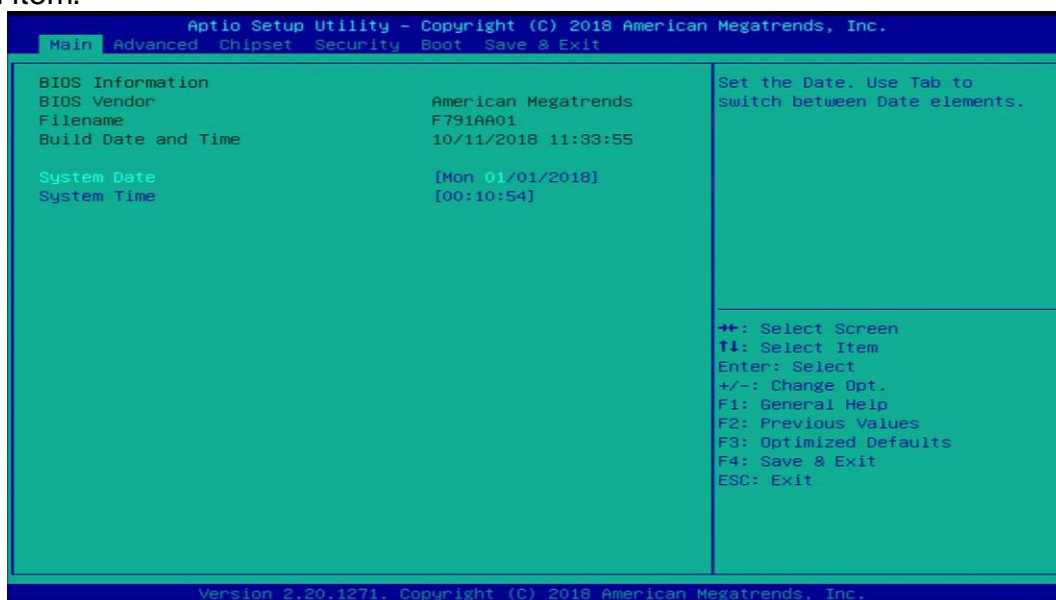 Item.
Aptio Setup Utility – Copyright (C) 2018 American Megatrends, Inc.
Main Advanced Chipset Security Boot Save & Exit
BIOS Information
BIOS Vendor American Megatrends
Filename F791AA01
Build Date and Time 10/11/2018 11:33:55
System Date [Mon 01/01/2018]
System Time [00:10:54]
Set the Date. Use Tab to
switch between Date elements.
→←: Select Screen
↑↓: Select Item
Enter: Select
+/-: Change Opt.
F1: General Help
F2: Previous Values
F3: Optimized Defaults
F4: Save & Exit
ESC: Exit
Version 2.20.1271. Copyright (C) 2018 American Megatrends, Inc.